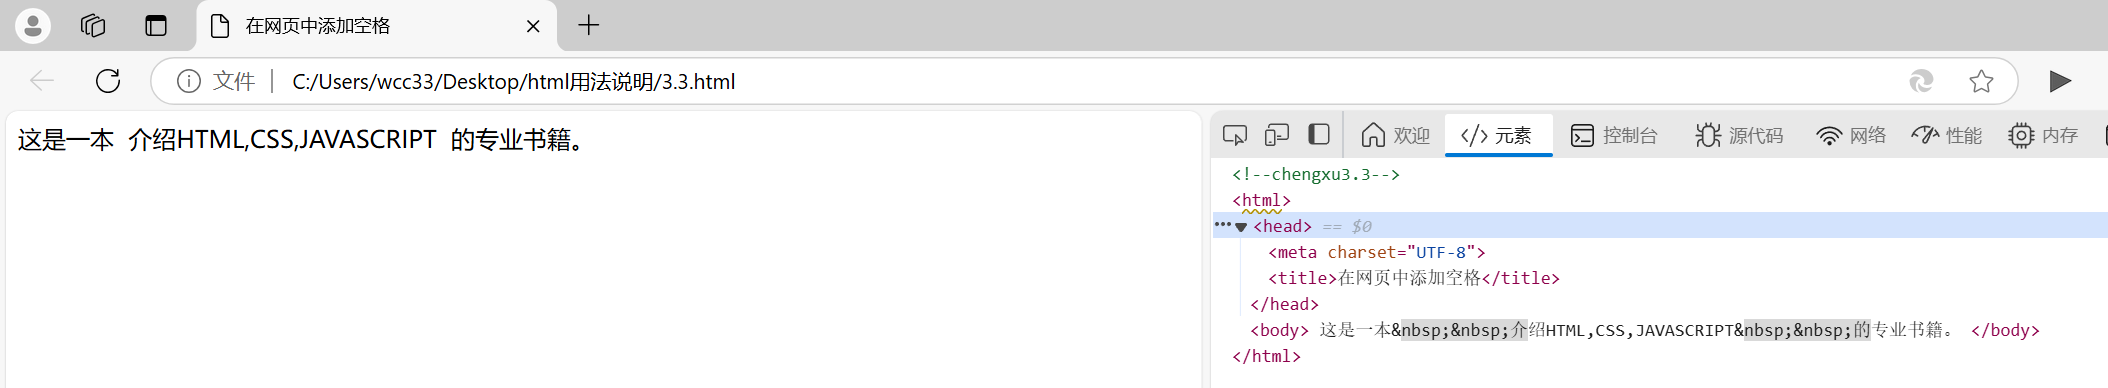 在网页中添加空格
文件 C:/Users/wcc33/Desktop/html用法说明/3.3.html
这是一本  介绍HTML,CSS,JAVASCRIPT  的专业书籍。
欢迎 元素 控制台 源代码 网络 性能 内存
<!--chengxu3.3-->
<html>
<head> == $0
<meta charset="UTF-8">
<title>在网页中添加空格</title>
</head>
<body> 这是一本&nbsp;&nbsp;介绍HTML,CSS,JAVASCRIPT&nbsp;&nbsp;的专业书籍。 </body>
</html>